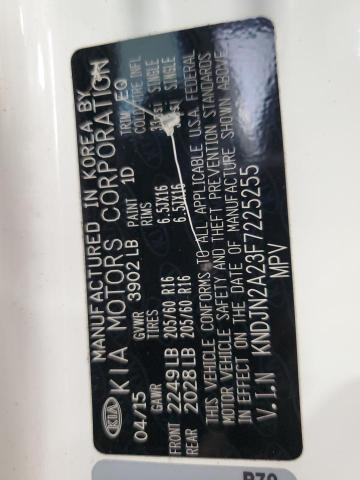 MANUFACTURED IN KOREA BY
KIA KIA MOTORS CORPORATION
04/15 GVWR 3902 LB PAINT 1D TRIM EQ
GAWR TIRES RIMS COLD TIRE INFL
FRONT 2249 LB 205/60 R16 6.5JX16 SINGLE
REAR 2028 LB 205/60 R16 6.5JX16 SINGLE
THIS VEHICLE CONFORMS TO ALL APPLICABLE U.S.A. FEDERAL
MOTOR VEHICLE SAFETY AND THEFT PREVENTION STANDARDS
IN EFFECT ON THE DATE OF MANUFACTURE SHOWN ABOVE.
V.I.N KNDJN2A23F7225255
MPV